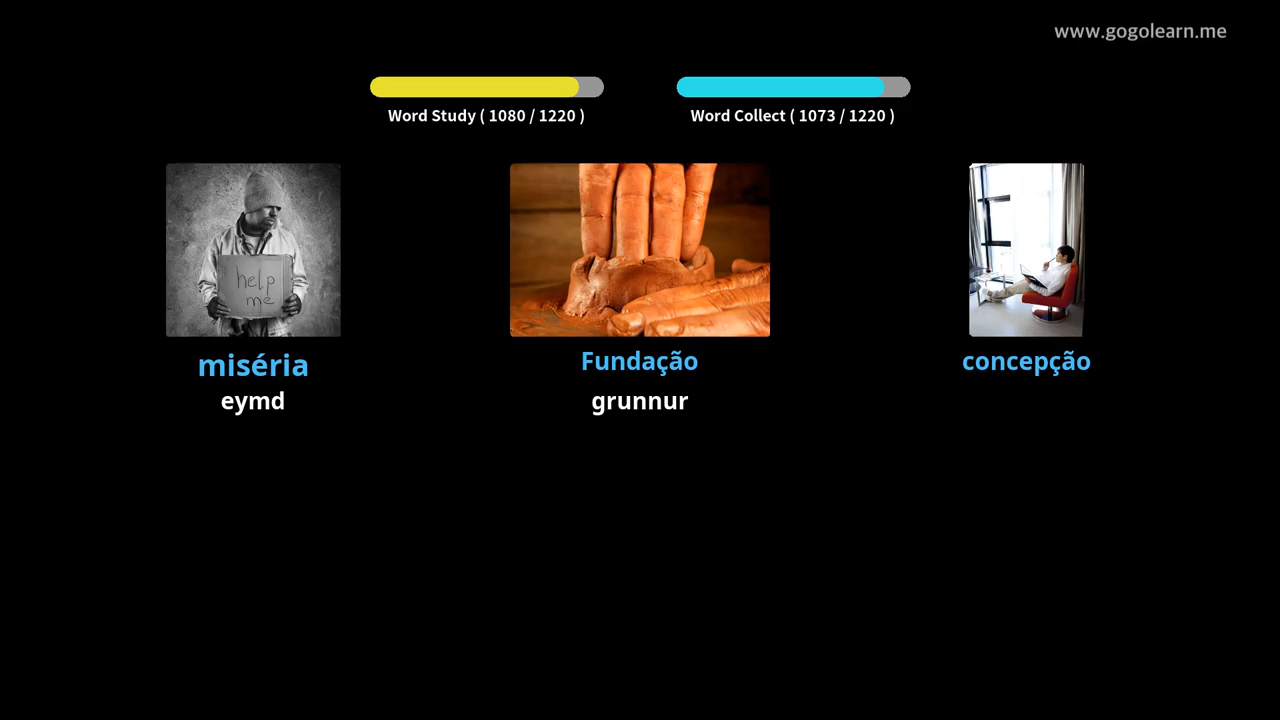 www.gogolearn.me
Word Study ( 1080 / 1220 )
Word Collect ( 1073 / 1220 )
help
me
miséria
Fundação
concepção
eymd
grunnur